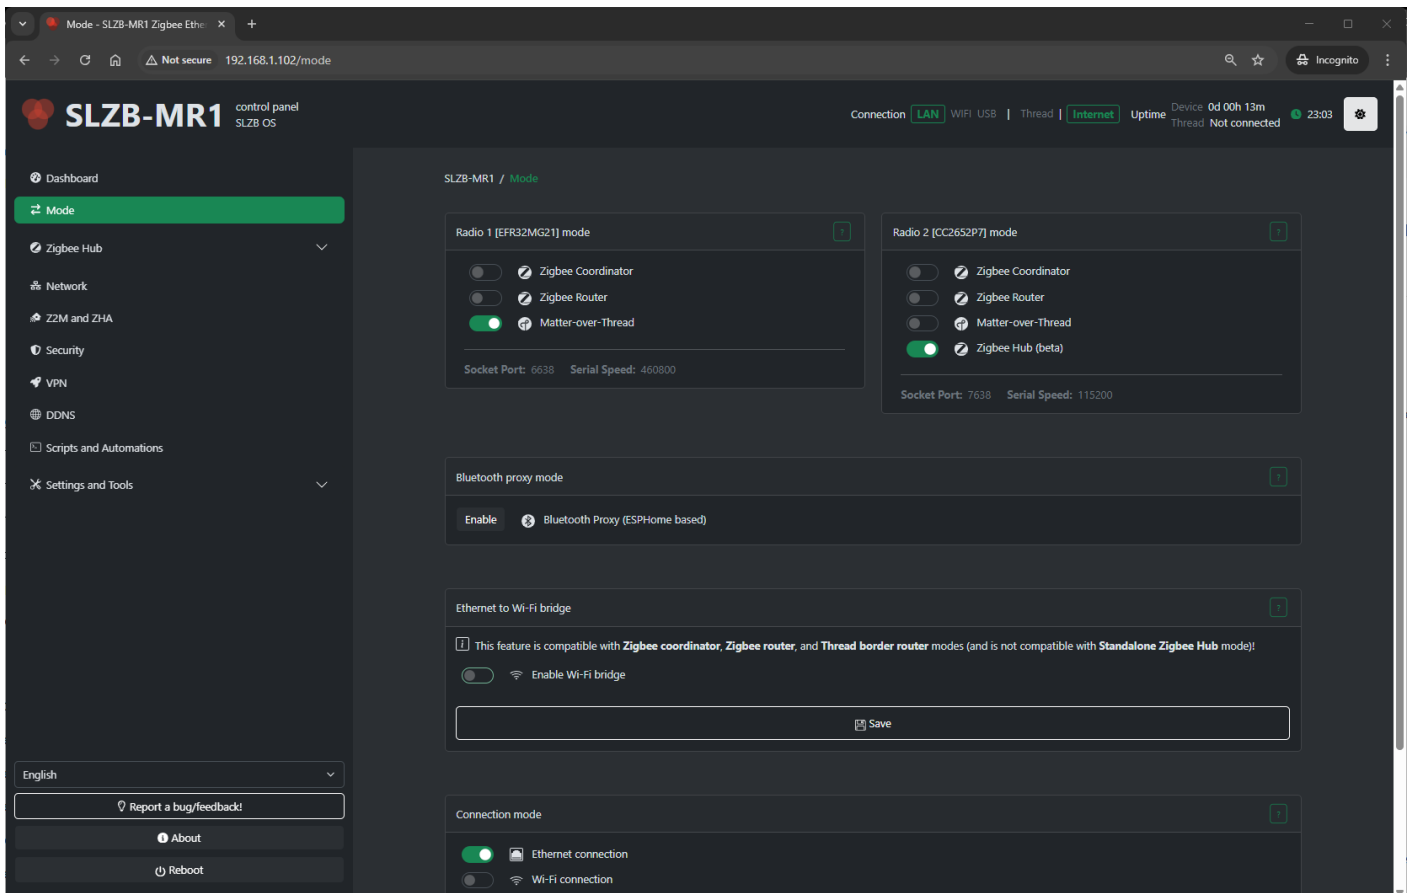 Mode - SLZB-MR1 Zigbee Ethe
Not secure 192.168.1.102/mode
Incognito
SLZB-MR1 control panel
SLZB OS
Connection LAN WIFI USB | Thread | Internet Uptime Device 0d 00h 13m
Thread Not connected
23:03
Dashboard
Mode
Zigbee Hub
Network
Z2M and ZHA
Security
VPN
DDNS
Scripts and Automations
Settings and Tools
English
Report a bug/feedback!
About
Reboot
SLZB-MR1 / Mode
Radio 1 [EFR32MG21] mode
?
Zigbee Coordinator
Zigbee Router
Matter-over-Thread
Socket Port: 6638 Serial Speed: 460800
Radio 2 [CC2652P7] mode
?
Zigbee Coordinator
Zigbee Router
Matter-over-Thread
Zigbee Hub (beta)
Socket Port: 7638 Serial Speed: 115200
Bluetooth proxy mode
?
Enable Bluetooth Proxy (ESPHome based)
Ethernet to Wi-Fi bridge
?
i This feature is compatible with Zigbee coordinator, Zigbee router, and Thread border router modes (and is not compatible with Standalone Zigbee Hub mode)!
Enable Wi-Fi bridge
Save
Connection mode
?
Ethernet connection
Wi-Fi connection